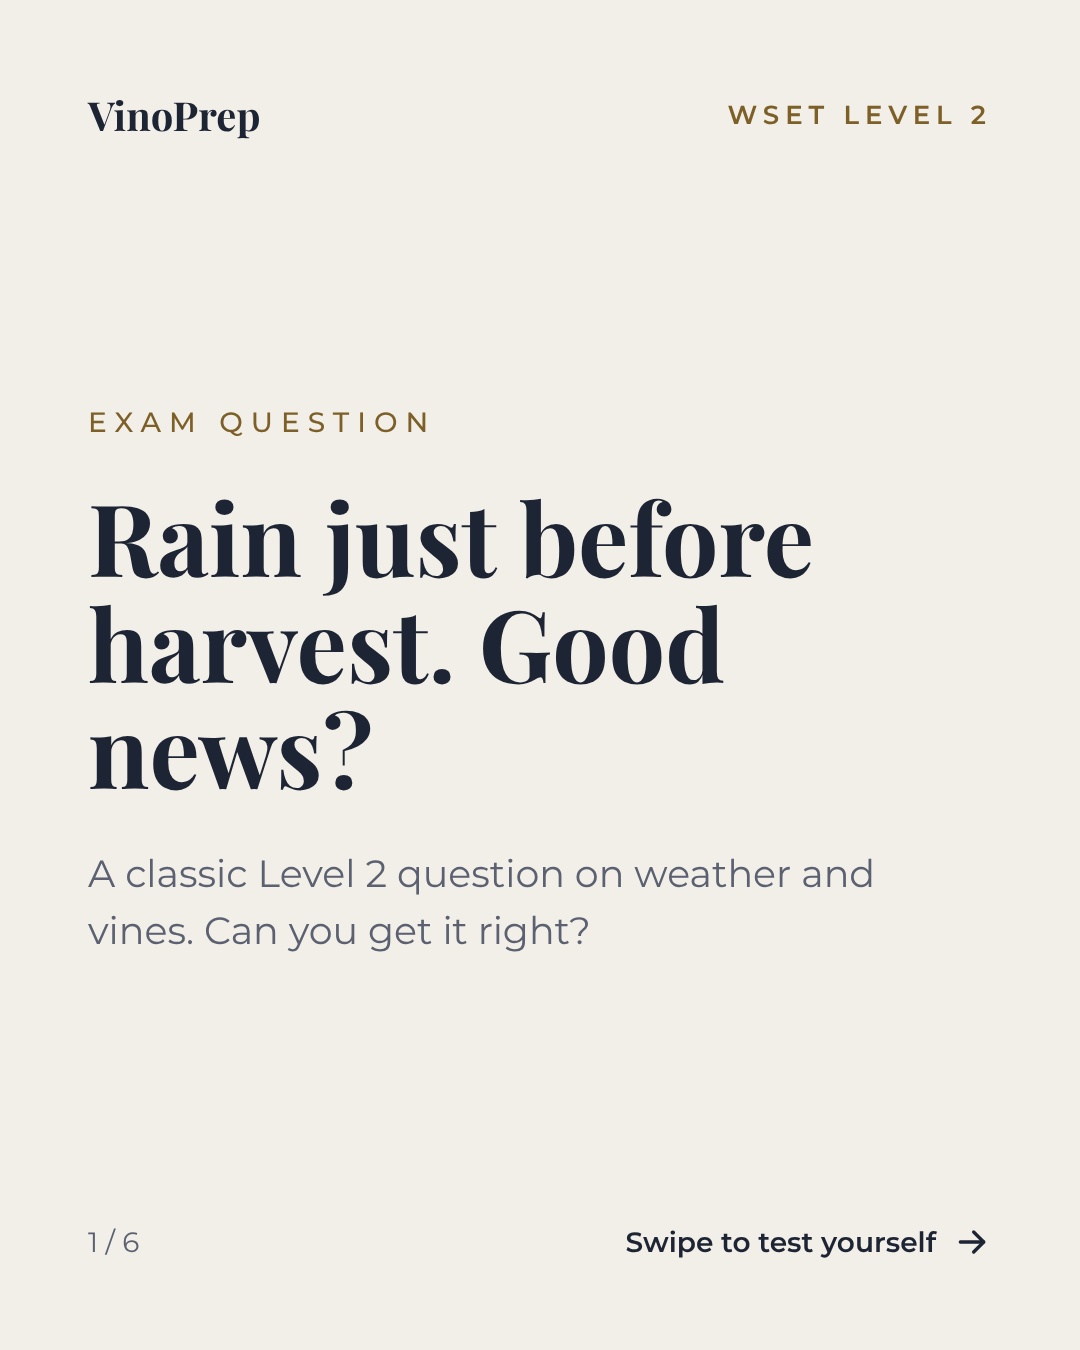 VinoPrep
WSET LEVEL 2
EXAM QUESTION
Rain just before
harvest. Good
news?
A classic Level 2 question on weather and
vines. Can you get it right?
1 / 6
Swipe to test yourself →